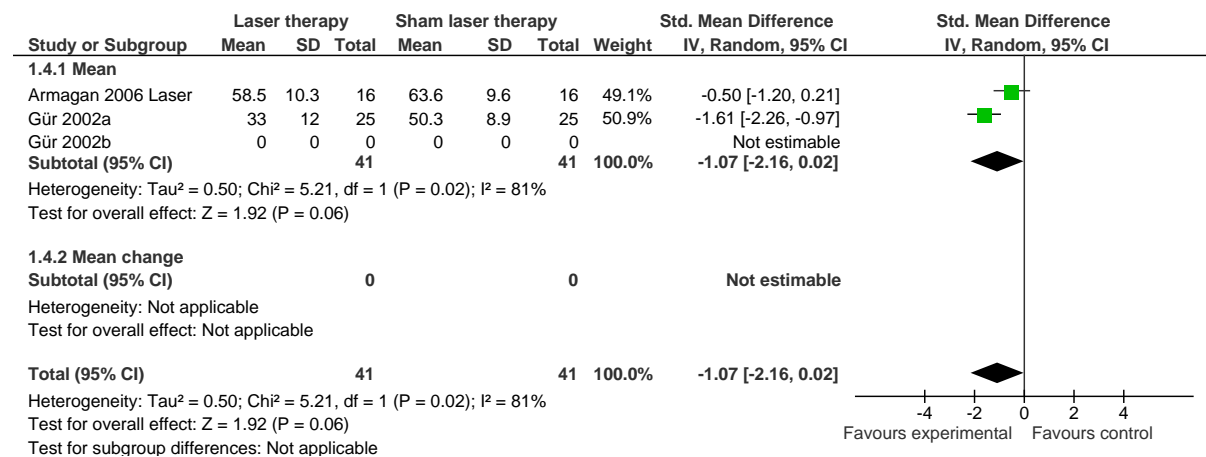 Laser therapy Sham laser therapy Std. Mean Difference Std. Mean Difference
Study or Subgroup Mean SD Total Mean SD Total Weight IV, Random, 95% CI IV, Random, 95% CI
1.4.1 Mean
Armagan 2006 Laser 58.5 10.3 16 63.6 9.6 16 49.1% -0.50 [-1.20, 0.21]
Gür 2002a 33 12 25 50.3 8.9 25 50.9% -1.61 [-2.26, -0.97]
Gür 2002b 0 0 0 0 0 0 Not estimable
Subtotal (95% CI) 41 41 100.0% -1.07 [-2.16, 0.02]
Heterogeneity: Tau² = 0.50; Chi² = 5.21, df = 1 (P = 0.02); I² = 81%
Test for overall effect: Z = 1.92 (P = 0.06)
1.4.2 Mean change
Subtotal (95% CI) 0 0 Not estimable
Heterogeneity: Not applicable
Test for overall effect: Not applicable
Total (95% CI) 41 41 100.0% -1.07 [-2.16, 0.02]
Heterogeneity: Tau² = 0.50; Chi² = 5.21, df = 1 (P = 0.02); I² = 81%
Test for overall effect: Z = 1.92 (P = 0.06)
Test for subgroup differences: Not applicable
-4 -2 0 2 4
Favours experimental Favours control